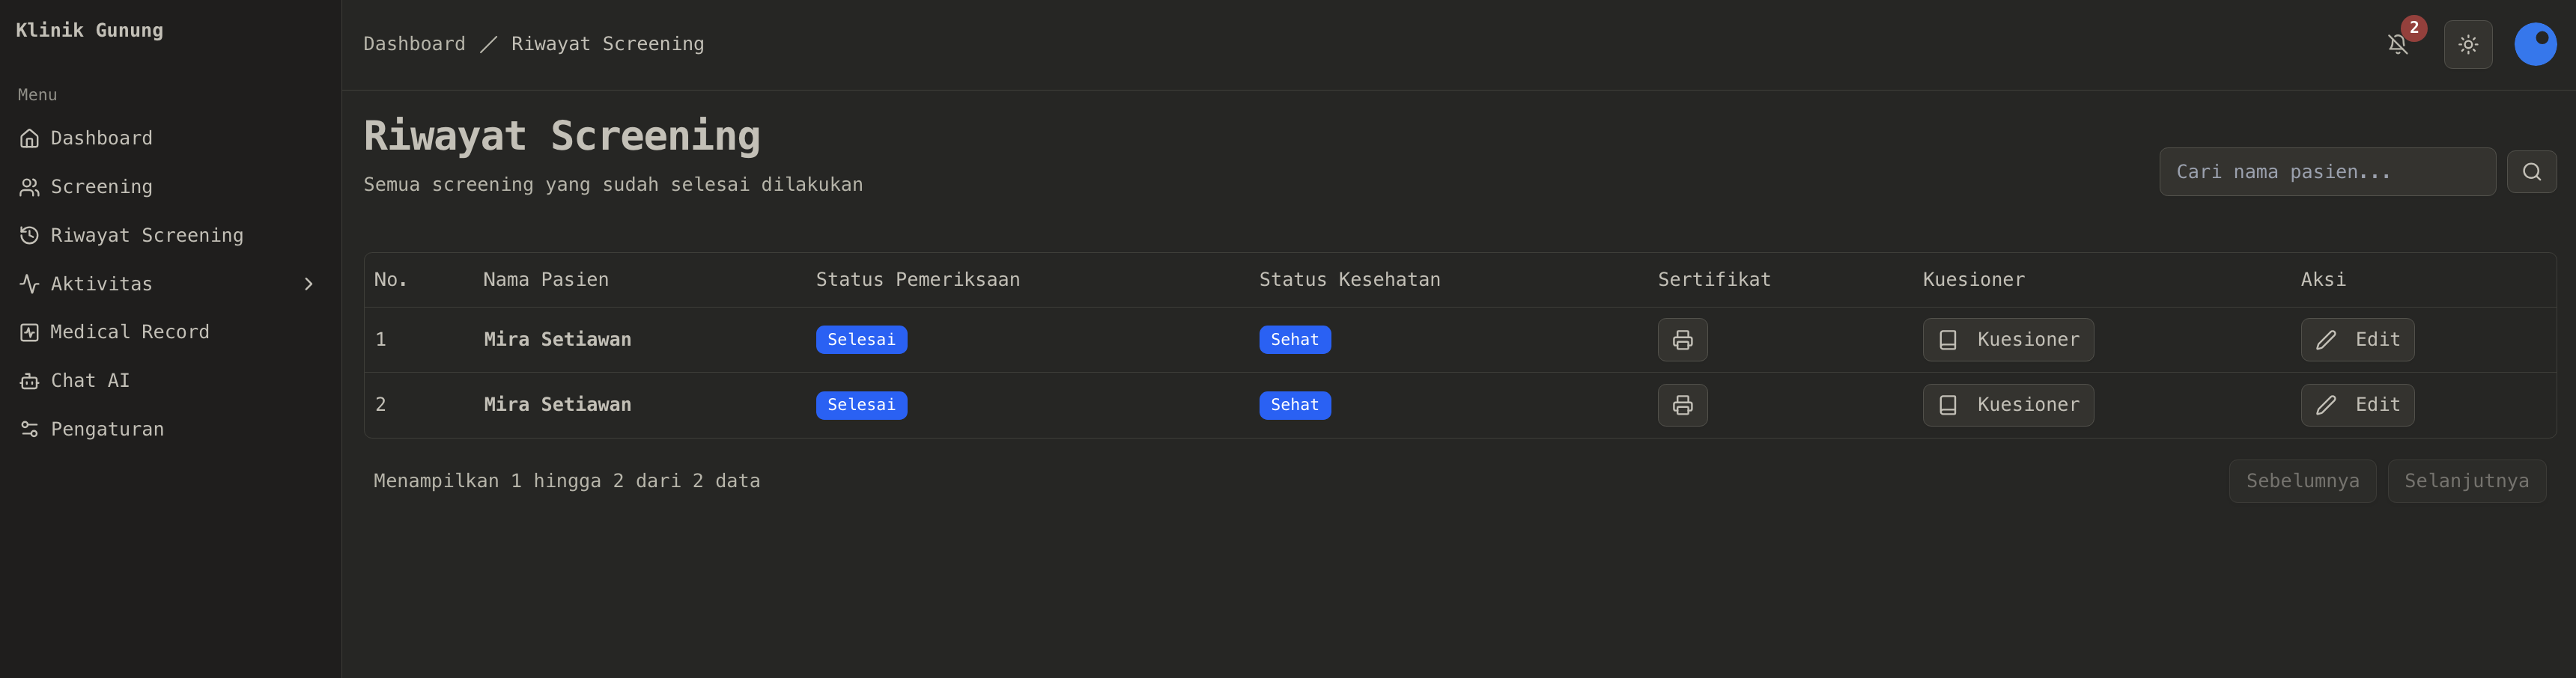 Klinik Gunung
Menu
Dashboard
Screening
Riwayat Screening
Aktivitas
Medical Record
Chat AI
Pengaturan
Dashboard / Riwayat Screening
2
Riwayat Screening
Semua screening yang sudah selesai dilakukan
Cari nama pasien...
No. Nama Pasien Status Pemeriksaan Status Kesehatan Sertifikat Kuesioner Aksi
1 Mira Setiawan Selesai Sehat Kuesioner Edit
2 Mira Setiawan Selesai Sehat Kuesioner Edit
Menampilkan 1 hingga 2 dari 2 data
Sebelumnya Selanjutnya